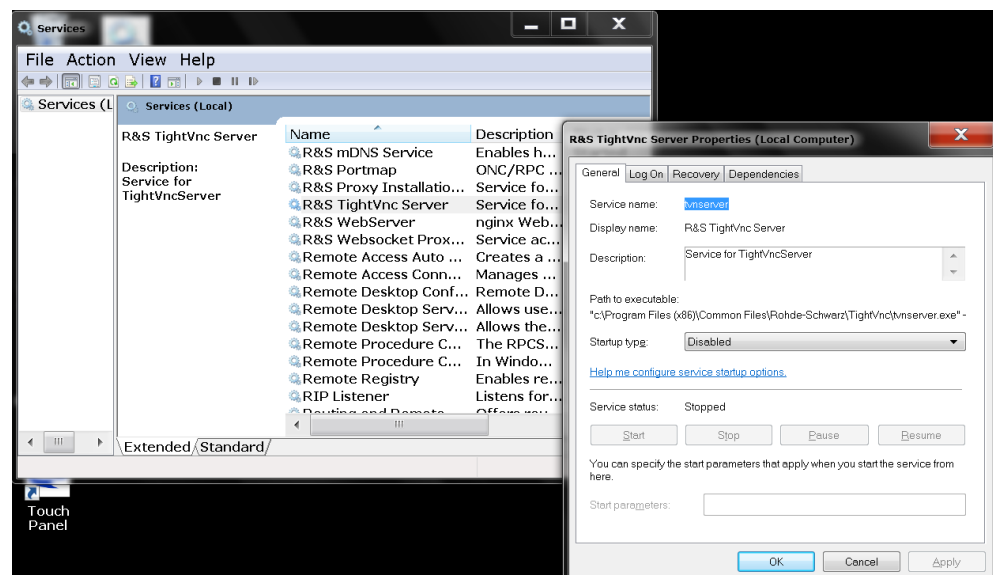 Services
File Action View Help
Services (L
Services (Local)
R&S TightVnc Server
Description:
Service for
TightVncServer
Name Description
R&S mDNS Service Enables h...
R&S Portmap ONC/RPC ...
R&S Proxy Installatio... Service fo...
R&S TightVnc Server Service fo...
R&S WebServer nginx Web...
R&S Websocket Prox... Service ac...
Remote Access Auto ... Creates a ...
Remote Access Conn... Manages ...
Remote Desktop Conf... Remote D...
Remote Desktop Serv... Allows use...
Remote Desktop Serv... Allows the...
Remote Procedure C... The RPCS...
Remote Procedure C... In Windo...
Remote Registry Enables re...
RIP Listener Listens for...
Routing and Remote Offers rou
Extended Standard
Touch
Panel
R&S TightVnc Server Properties (Local Computer)
General Log On Recovery Dependencies
Service name: tvnserver
Display name: R&S TightVnc Server
Description: Service for TightVncServer
Path to executable:
"c:\Program Files (x86)\Common Files\Rohde-Schwarz\TightVnc\tvnserver.exe" -
Startup type: Disabled
Help me configure service startup options.
Service status: Stopped
Start Stop Pause Resume
You can specify the start parameters that apply when you start the service from
here.
Start parameters:
OK Cancel Apply